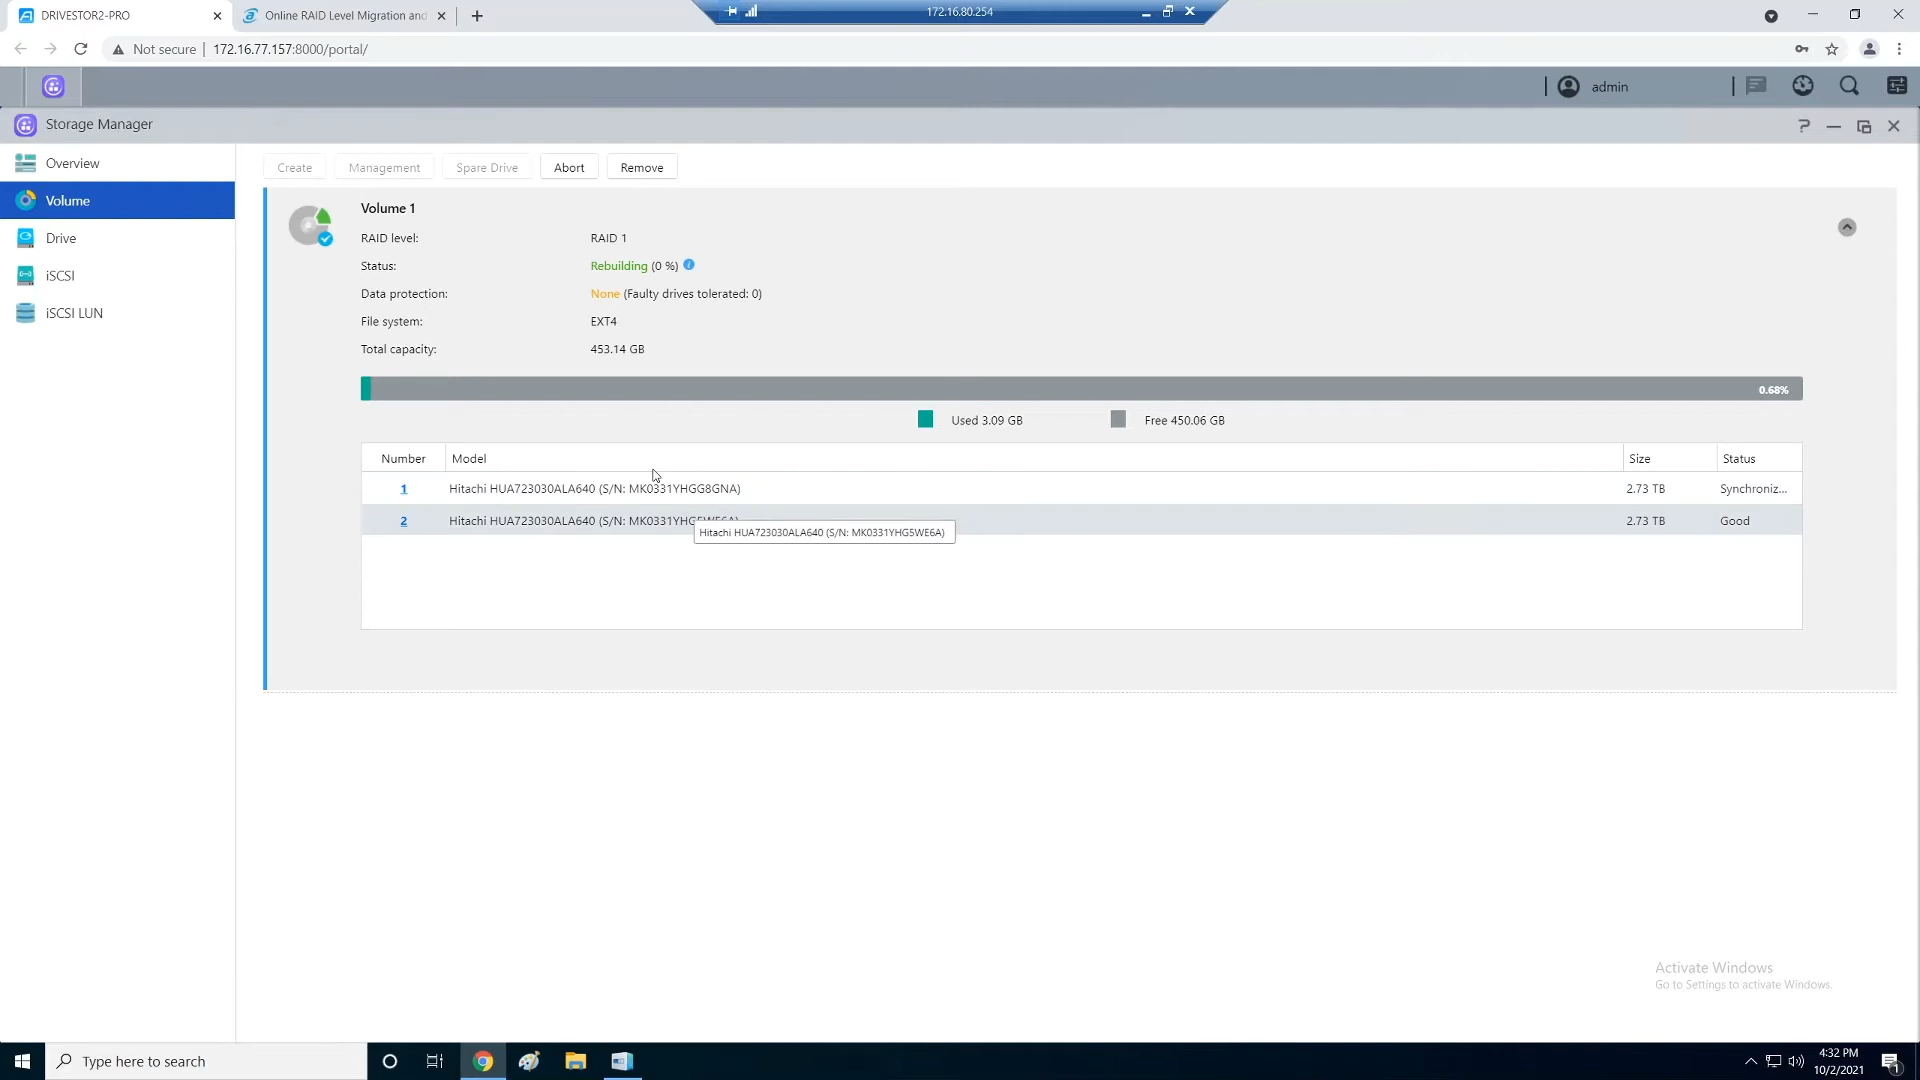 DRIVESTOR2-PRO
Online RAID Level Migration and
172.16.80.254
Not secure
172.16.77.157:8000/portal/
admin
Storage Manager
Overview
Volume
Drive
iSCSI
iSCSI LUN
Create
Management
Spare Drive
Abort
Remove
Volume 1
RAID level: RAID 1
Status: Rebuilding (0 %)
Data protection: None (Faulty drives tolerated: 0)
File system: EXT4
Total capacity: 453.14 GB
0.68%
Used 3.09 GB
Free 450.06 GB
Number Model Size Status
1 Hitachi HUA723030ALA640 (S/N: MK0331YHGG8GNA) 2.73 TB Synchroniz...
2 Hitachi HUA723030ALA640 (S/N: 2.73 TB Good
Hitachi HUA723030ALA640 (S/N: MK0331YHG5WE6A)
Activate Windows
Go to Settings to activate Windows.
Type here to search
4:32 PM
10/2/2021
1